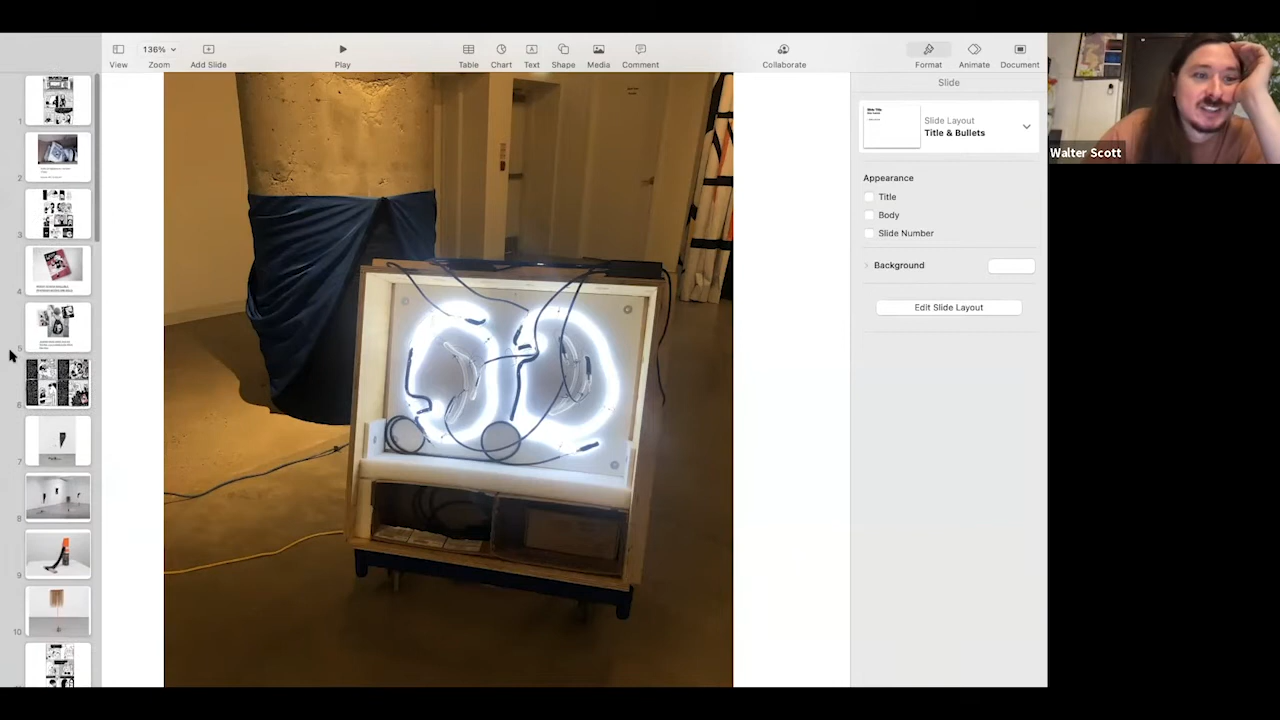 136%
View
Zoom
Add Slide
Play
Table
Chart
Text
Shape
Media
Comment
Collaborate
Format
Animate
Document
Slide
Slide Title
Slide Layout
Title & Bullets
Appearance
Title
Body
Slide Number
Background
Edit Slide Layout
1
2
3
4
5
6
7
8
9
10
Walter Scott